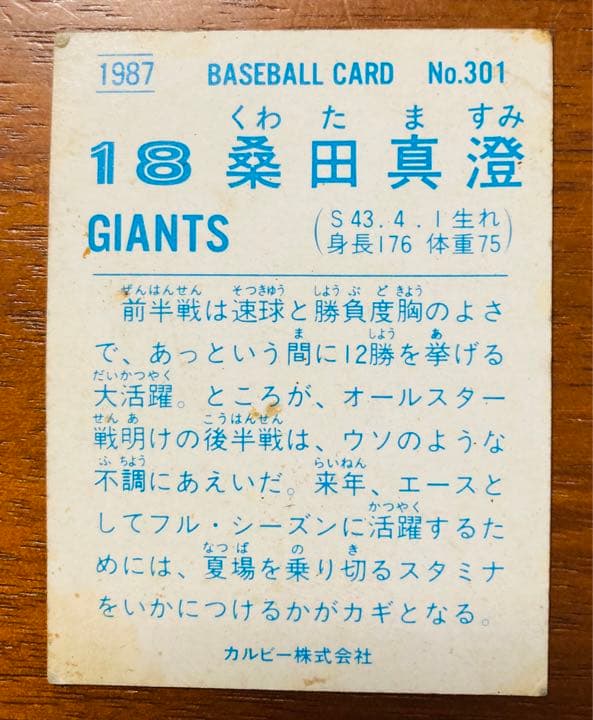 1987 BASEBALL CARD No.301
くわ た ま すみ
18 桑田真澄
GIANTS
(S43.4.1生れ
身長176 体重75)
ぜんはんせん そつきゅう しょうぶ どきょう
前半戦は速球と勝負度胸のよさ
ま しょう あ
で、あっという間に12勝を挙げる
だいかつやく
大活躍。ところが、オールスター
せん あ こうはんせん
戦明けの後半戦は、ウソのような
ふ ちよう らいねん
不調にあえいだ。来年、エースと
かつやく
してフル・シーズンに活躍するた
なつ ば の き
めには、夏場を乗り切るスタミナ
をいかにつけるかがカギとなる。
カルビー株式会社